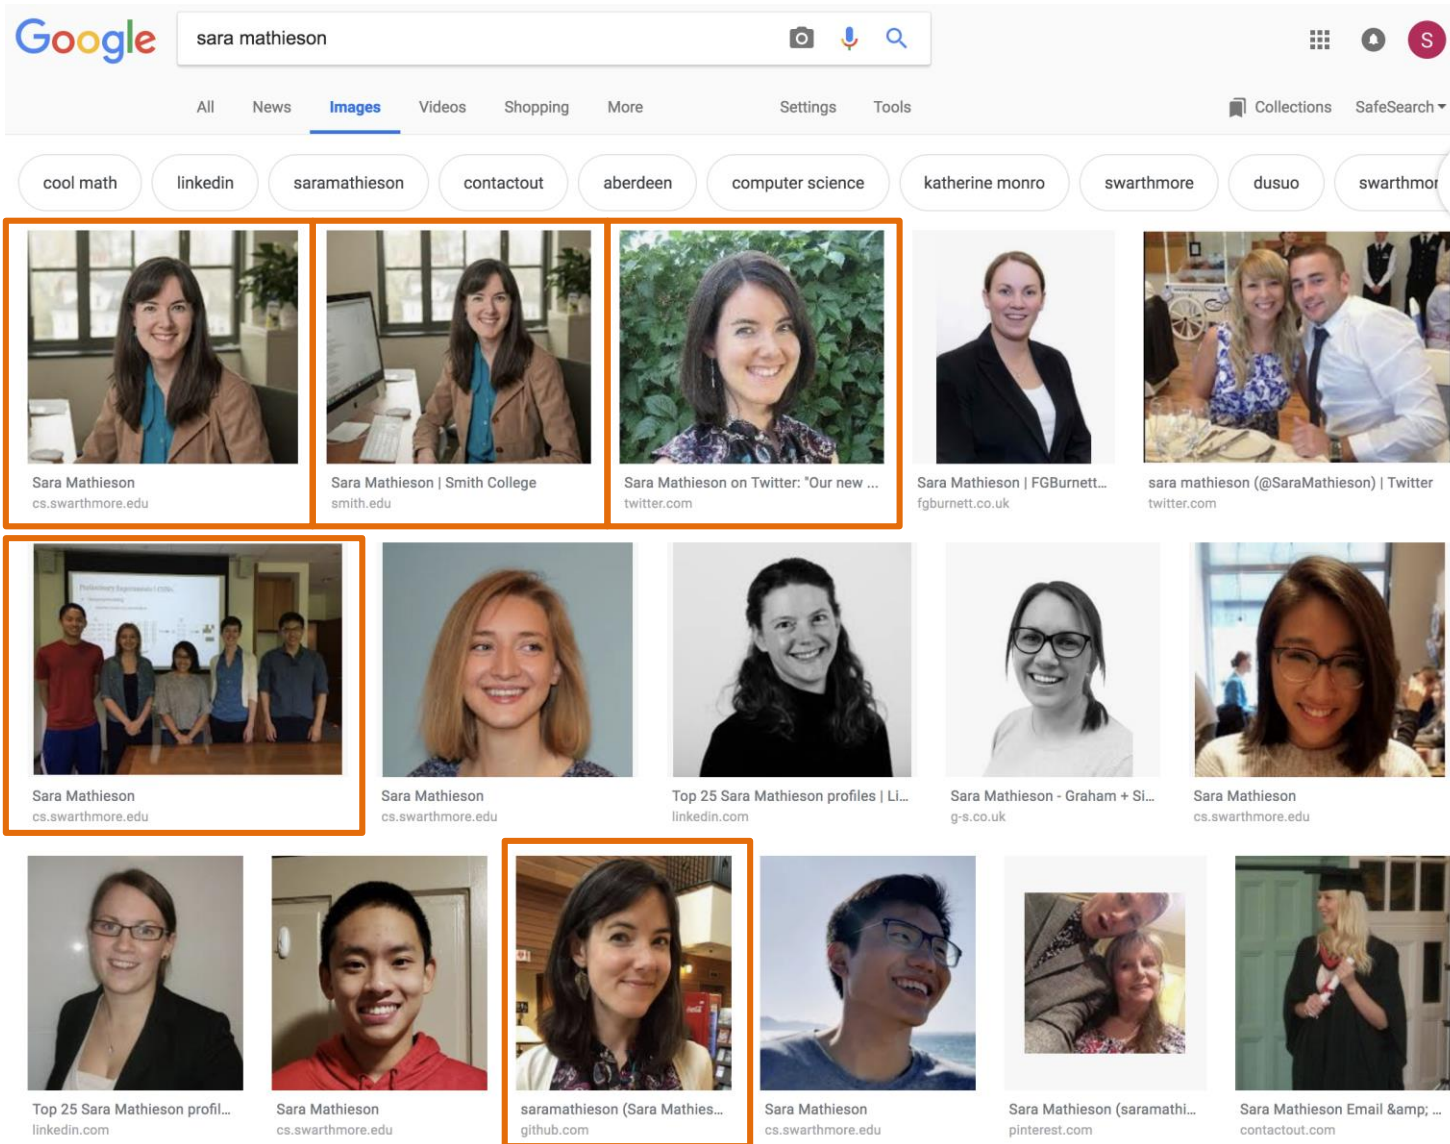 Google
sara mathieson
S
All News Images Videos Shopping More Settings Tools Collections SafeSearch
cool math linkedin saramathieson contactout aberdeen computer science katherine monro swarthmore dusuo swarthmor
Sara Mathieson
cs.swarthmore.edu
Sara Mathieson | Smith College
smith.edu
Sara Mathieson on Twitter: "Our new ...
twitter.com
Sara Mathieson | FGBurnett...
fgburnett.co.uk
sara mathieson (@SaraMathieson) | Twitter
twitter.com
Sara Mathieson
cs.swarthmore.edu
Sara Mathieson
cs.swarthmore.edu
Top 25 Sara Mathieson profiles | Li...
linkedin.com
Sara Mathieson - Graham + Si...
g-s.co.uk
Sara Mathieson
cs.swarthmore.edu
Top 25 Sara Mathieson profil...
linkedin.com
Sara Mathieson
cs.swarthmore.edu
saramathieson (Sara Mathies...
github.com
Sara Mathieson
cs.swarthmore.edu
Sara Mathieson (saramathi...
pinterest.com
Sara Mathieson Email &amp; ...
contactout.com